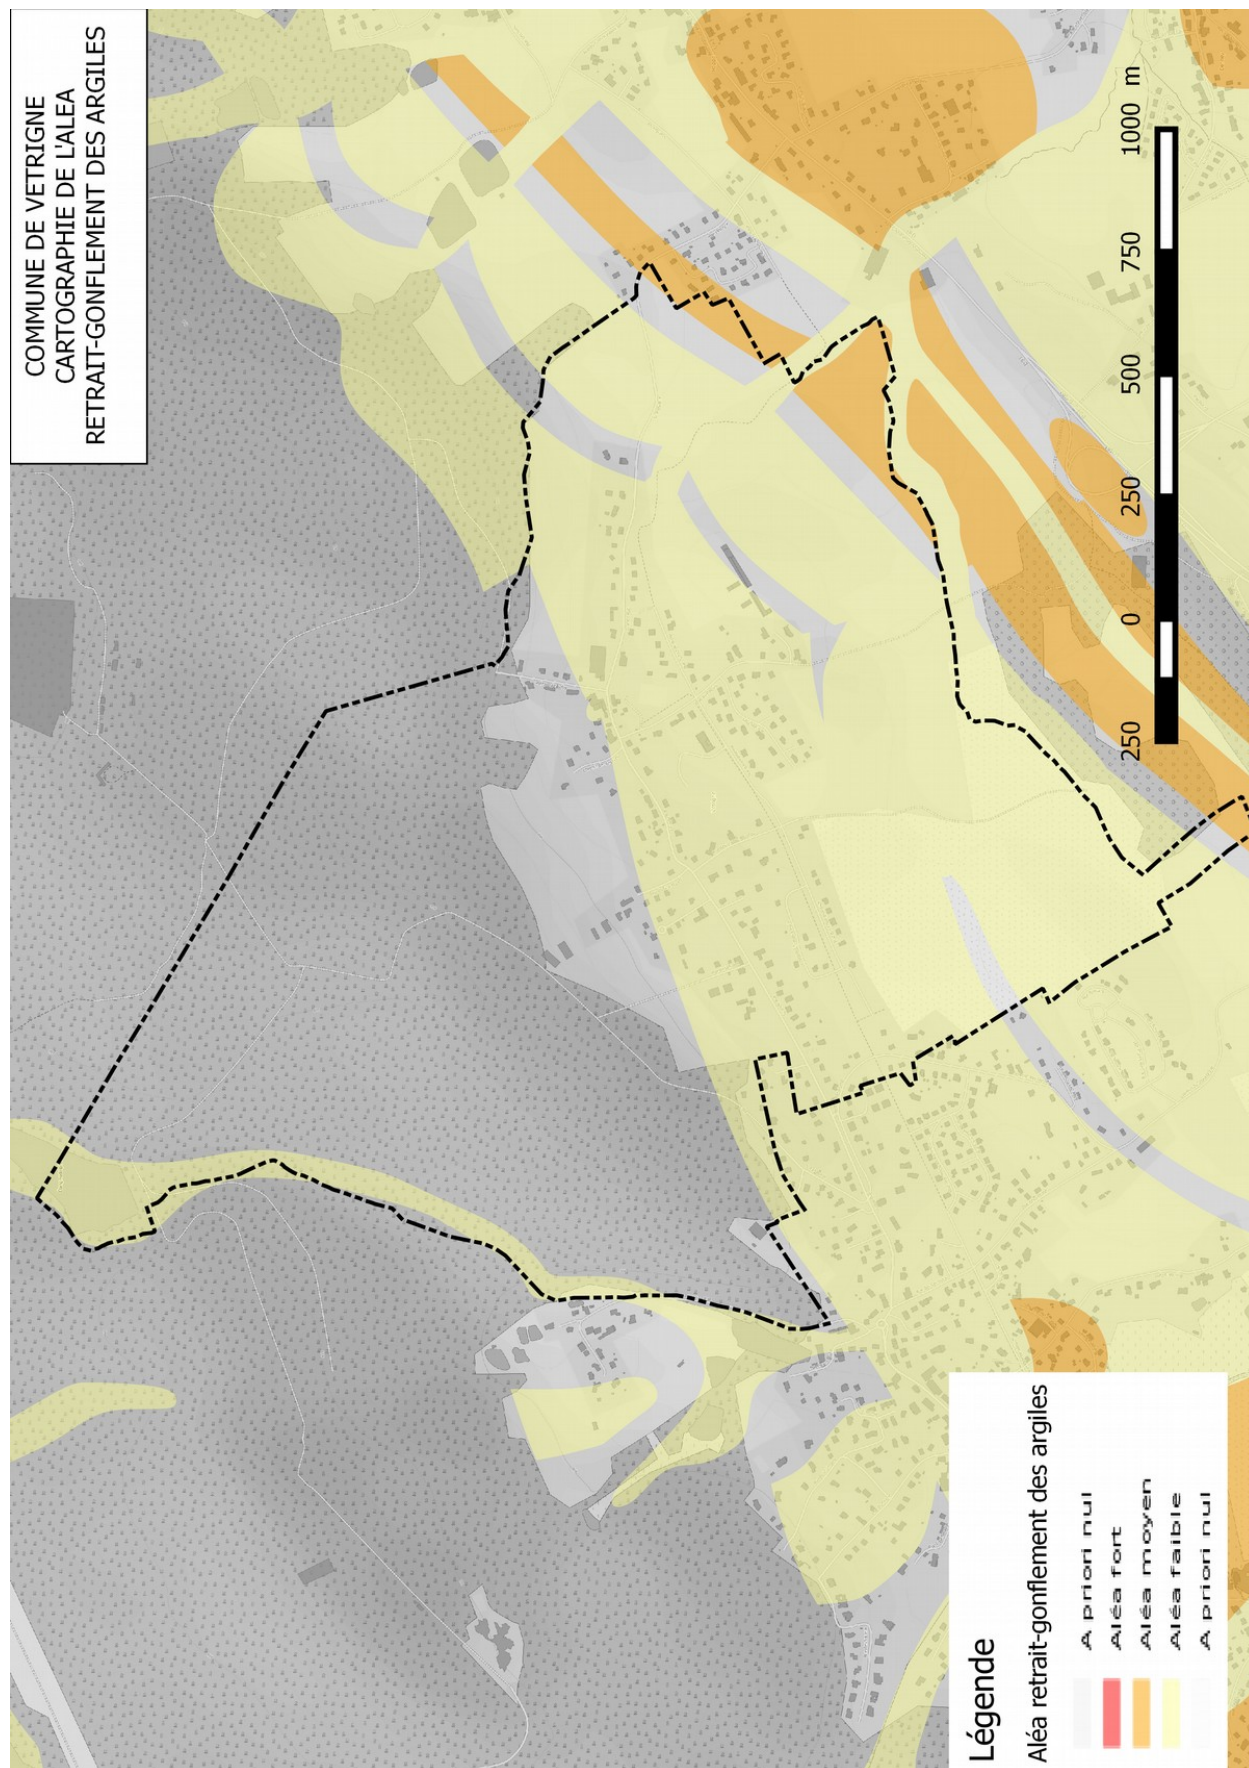 COMMUNE DE VETRIGNE
CARTOGRAPHIE DE L'ALEA
RETRAIT-GONFLEMENT DES ARGILES
250 0 250 500 750 1000 m
Légende
Aléa retrait-gonflement des argiles
A priori nul
Aléa fort
Aléa moyen
Aléa faible
A priori nul